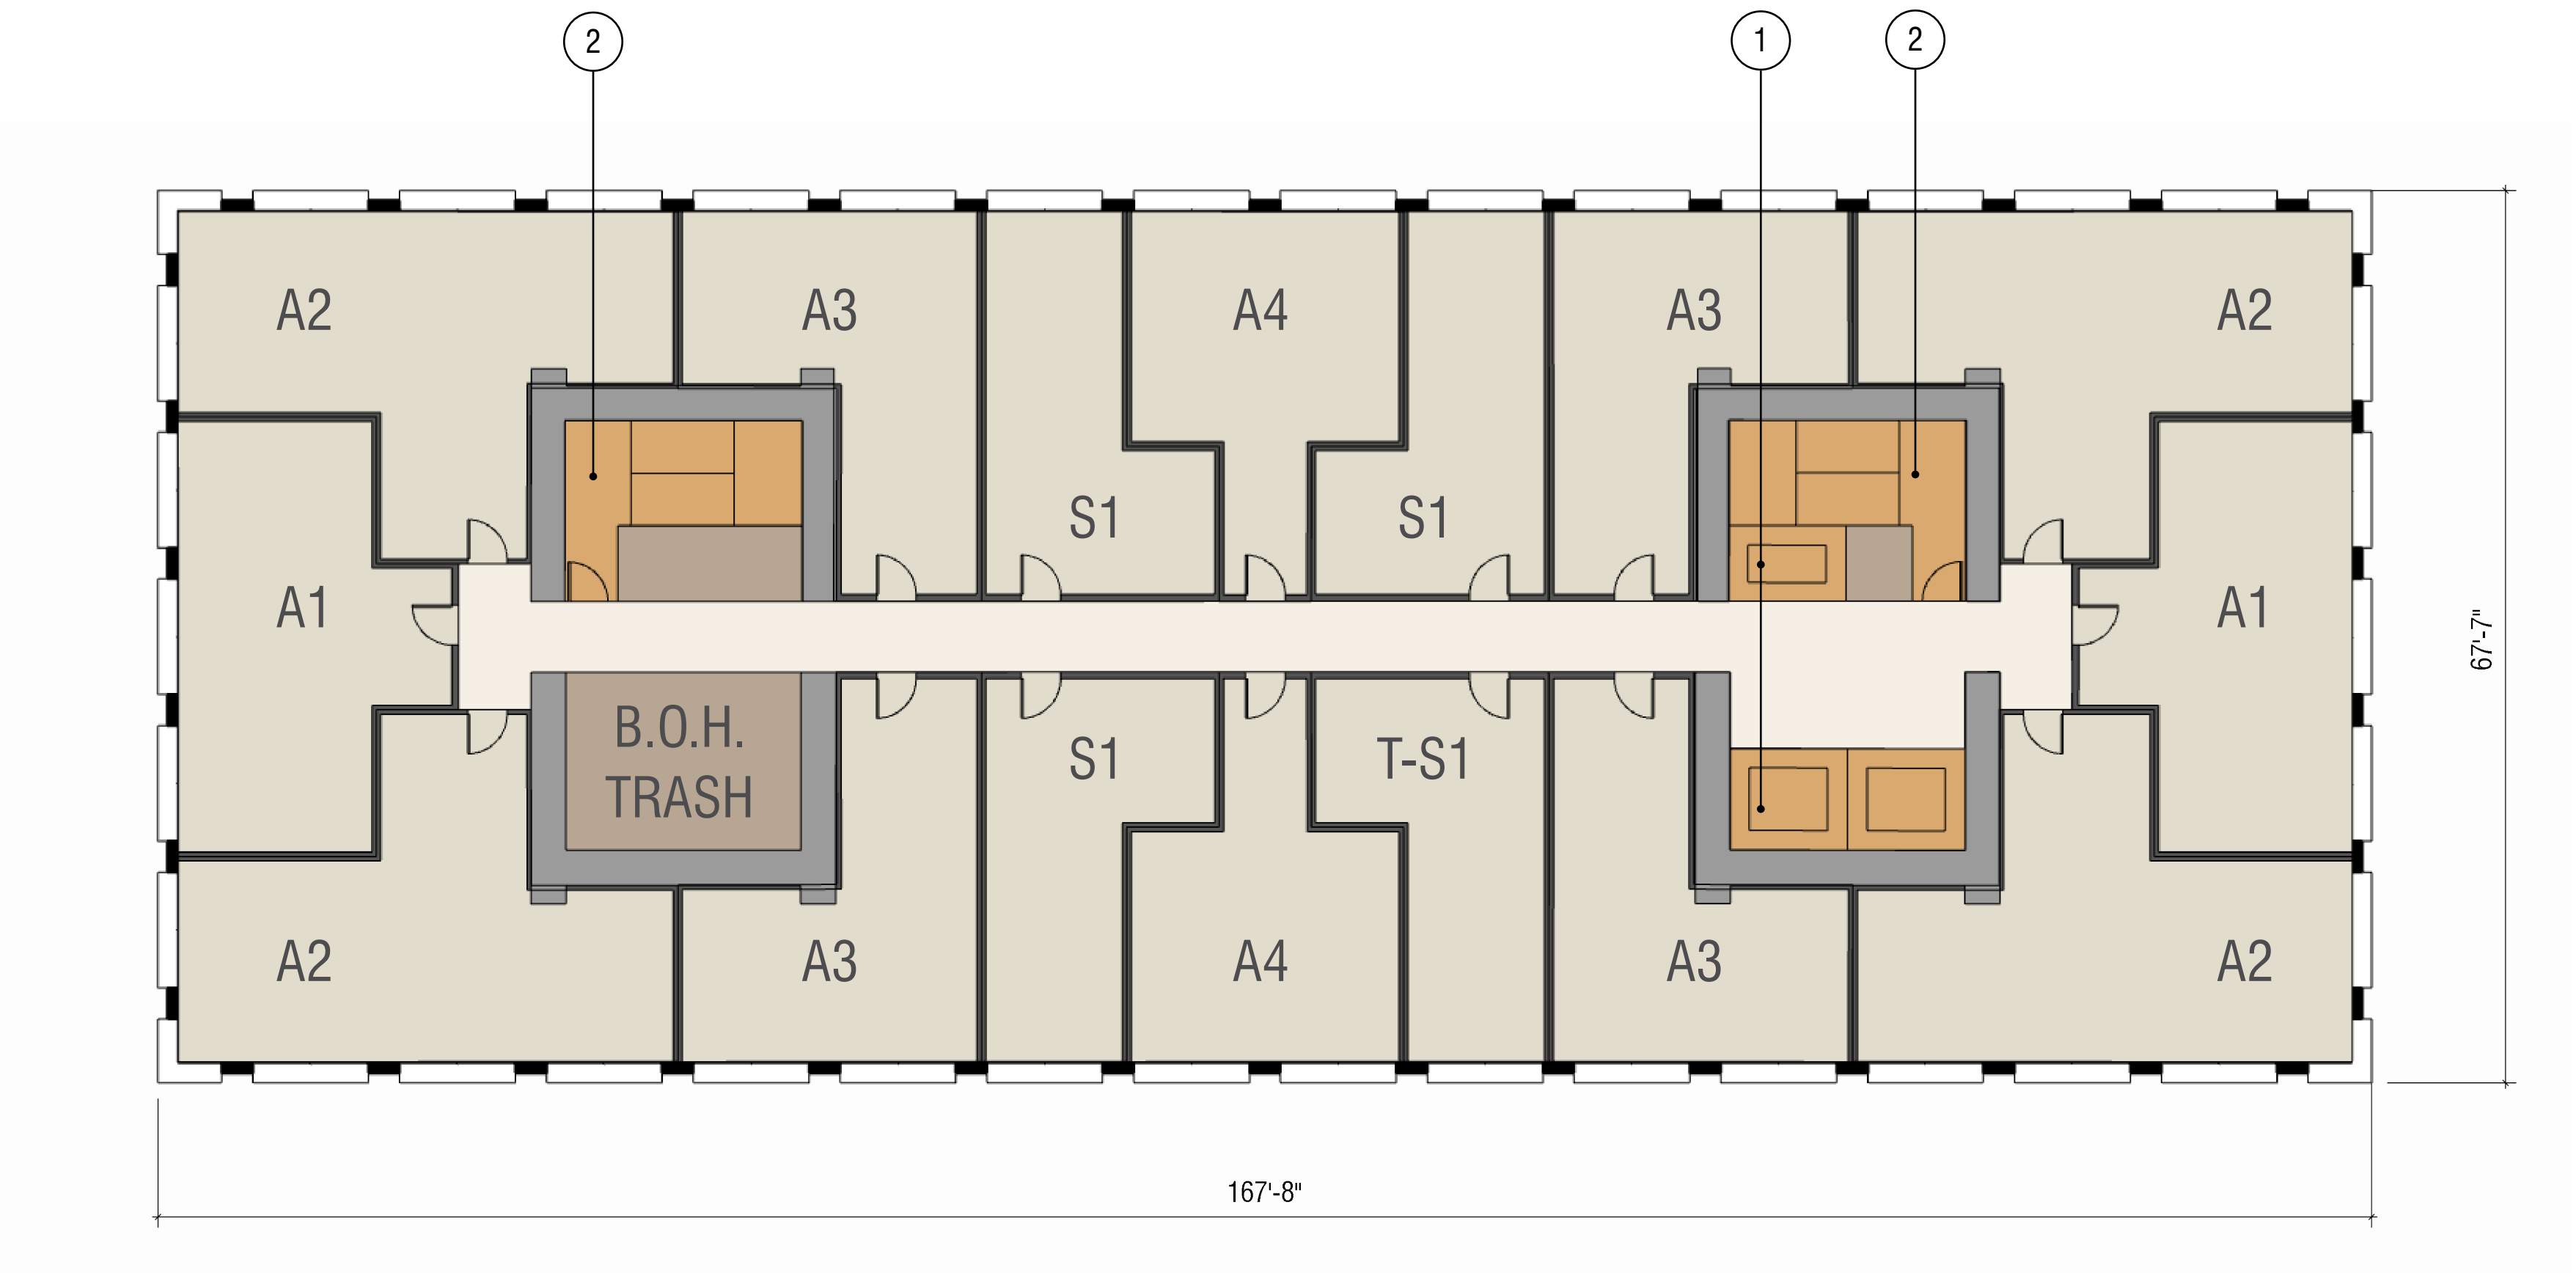 2
1
2
A2
A3
A4
A3
A2
S1
S1
A1
A1
67'-7"
B.O.H.
TRASH
S1
T-S1
A2
A3
A4
A3
A2
167'-8"